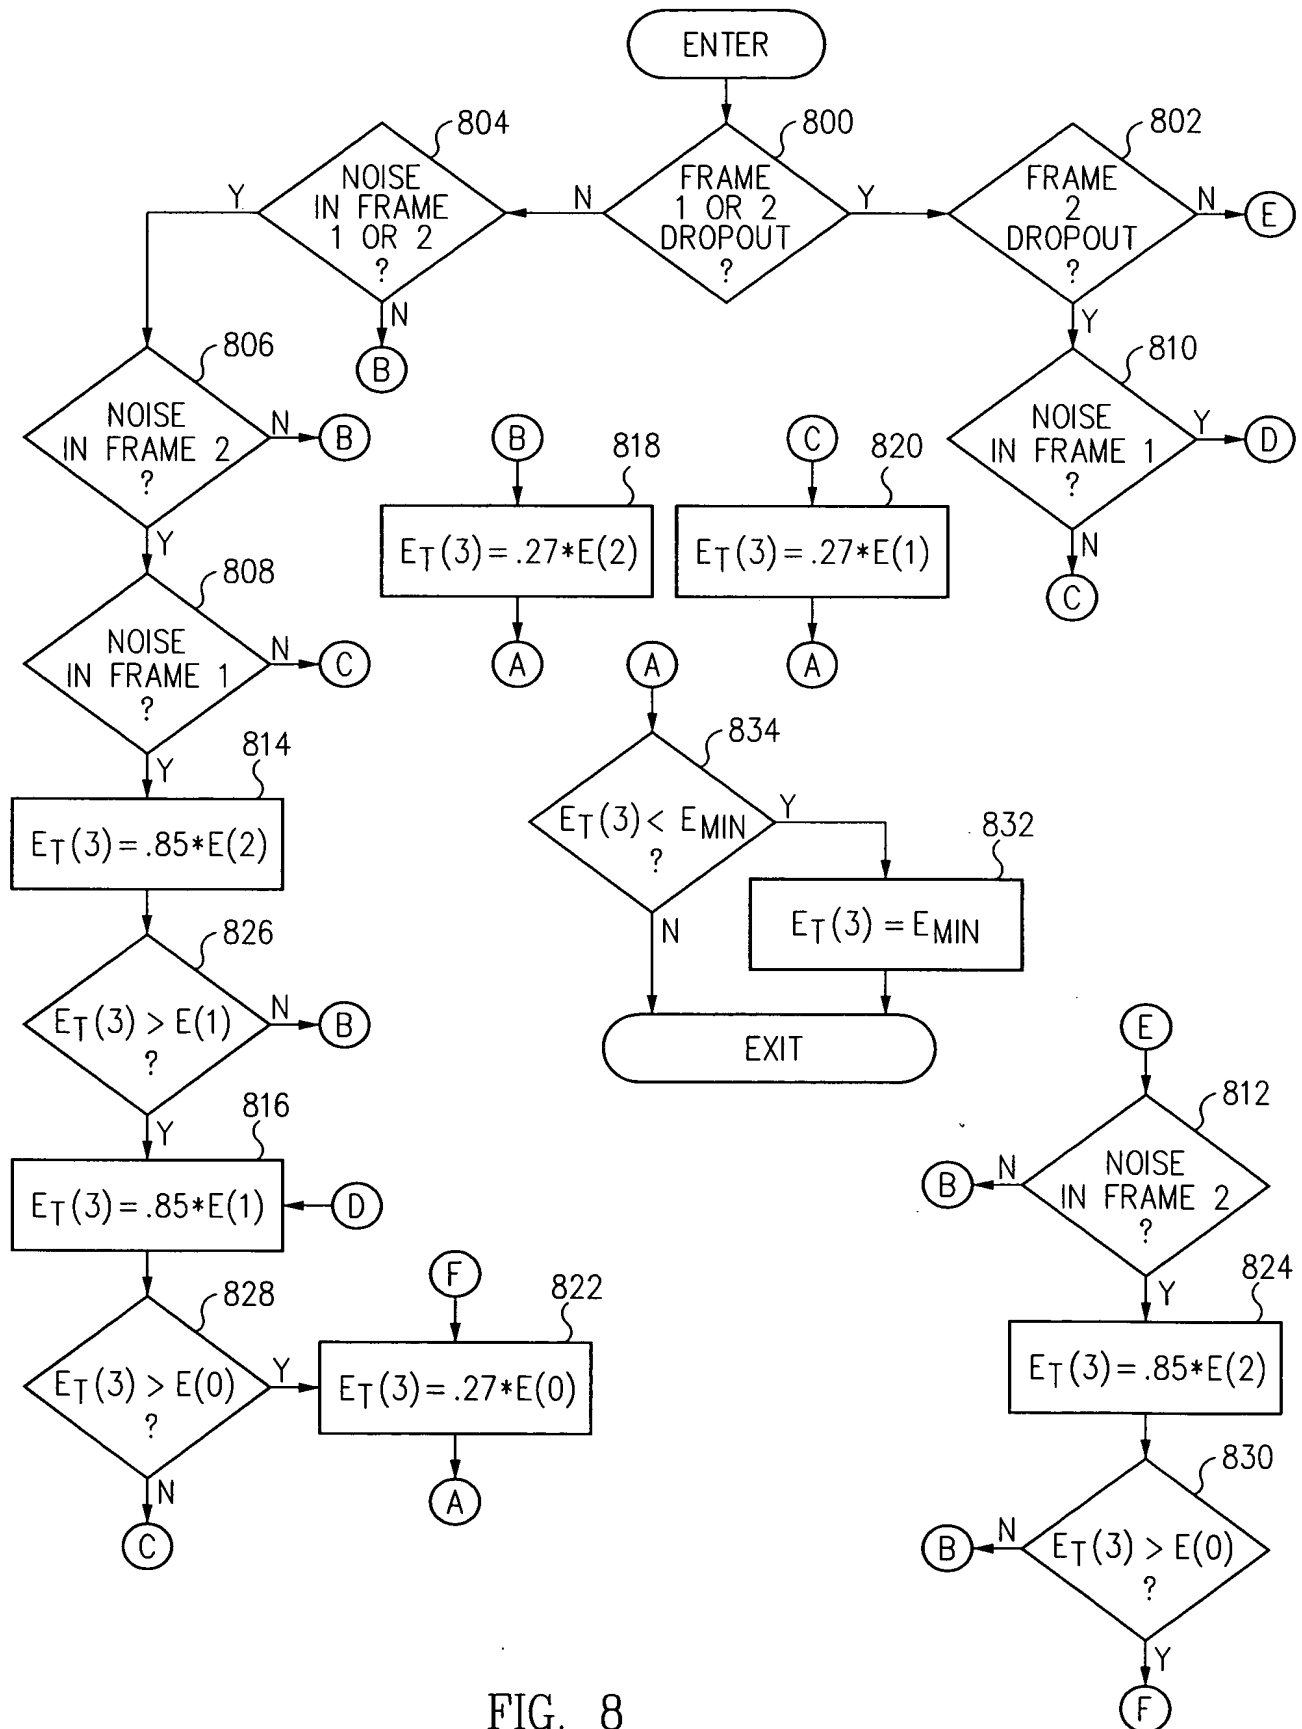 ENTER
804
800
802
NOISE
IN FRAME
1 OR 2
?
Y
N
FRAME
1 OR 2
DROPOUT
?
N
Y
FRAME
2
DROPOUT
?
N
E
Y
B
806
NOISE
IN FRAME 2
?
N
B
Y
810
NOISE
IN FRAME 1
?
Y
D
N
C
B
818
ET(3)=.27*E(2)
A
C
820
ET(3)=.27*E(1)
A
808
NOISE
IN FRAME 1
?
N
C
Y
A
834
ET(3)< EMIN
?
Y
N
832
ET(3)=EMIN
EXIT
814
ET(3)=.85*E(2)
826
ET(3) > E(1)
?
N
B
Y
816
ET(3)=.85*E(1)
D
828
ET(3) > E(0)
?
Y
N
C
F
822
ET(3)=.27*E(0)
A
E
812
NOISE
IN FRAME 2
?
N
B
Y
824
ET(3)=.85*E(2)
830
ET(3) > E(0)
?
N
B
Y
F
FIG. 8